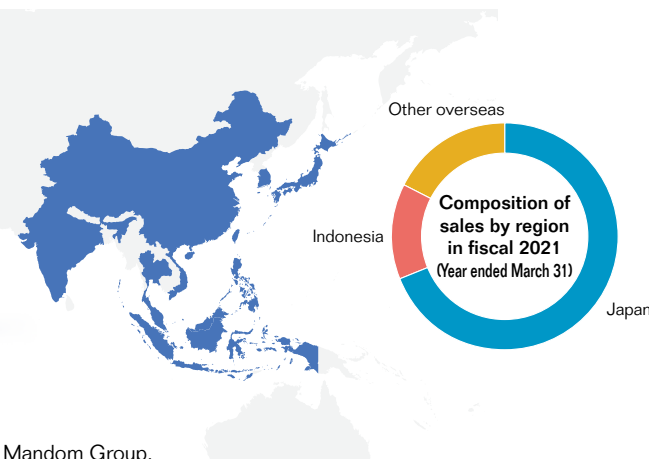 Other overseas
Composition of
sales by region
in fiscal 2021
(Year ended March 31)
Indonesia
Japan
Mandom Group.